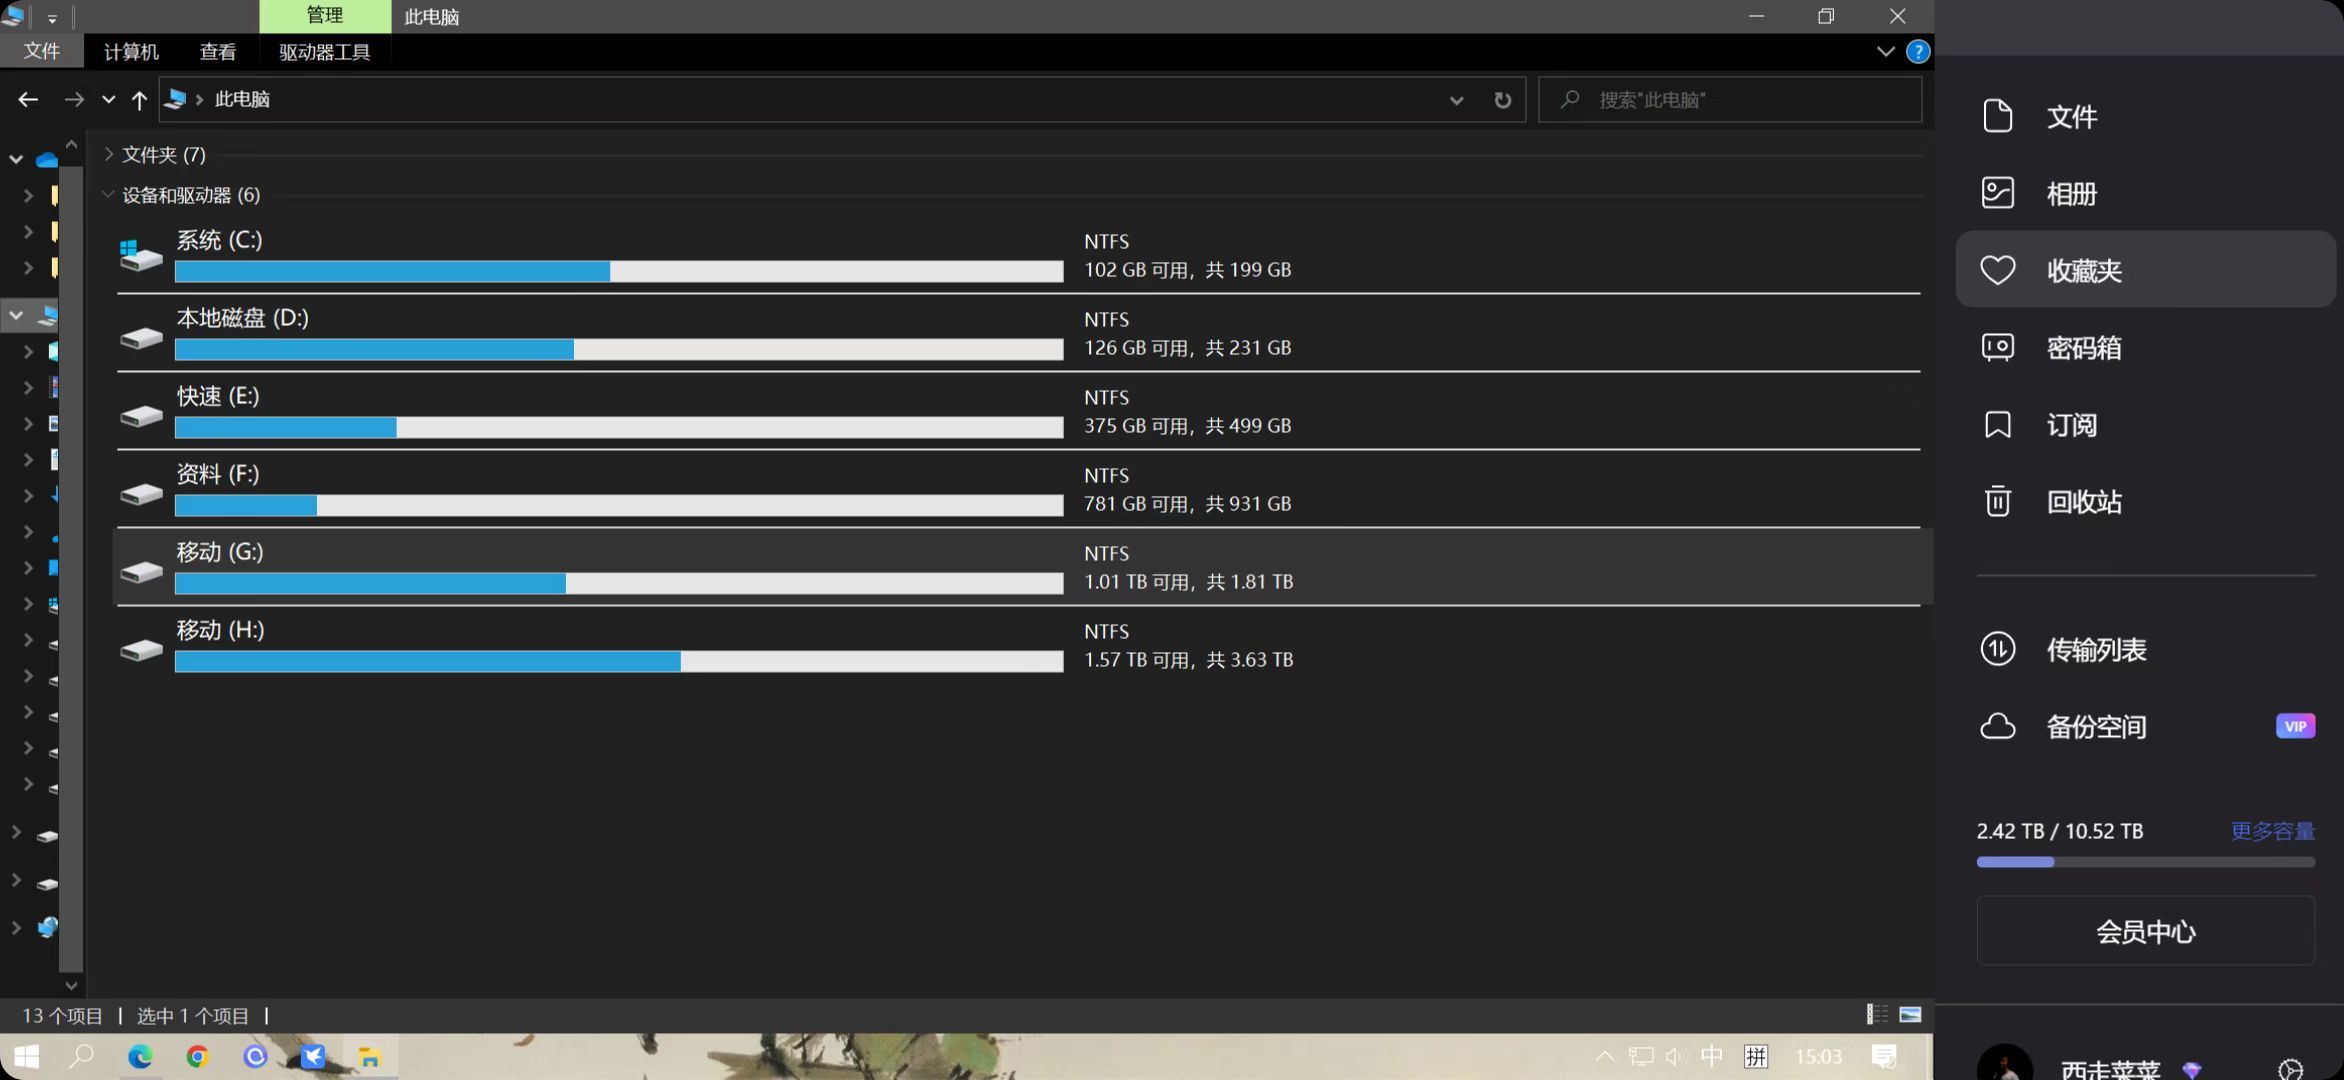 管理
此电脑
文件
计算机
查看
驱动器工具
此电脑
搜索"此电脑"
文件夹 (7)
设备和驱动器 (6)
系统 (C:)
NTFS
102 GB 可用，共 199 GB
本地磁盘 (D:)
NTFS
126 GB 可用，共 231 GB
快速 (E:)
NTFS
375 GB 可用，共 499 GB
资料 (F:)
NTFS
781 GB 可用，共 931 GB
移动 (G:)
NTFS
1.01 TB 可用，共 1.81 TB
移动 (H:)
NTFS
1.57 TB 可用，共 3.63 TB
13 个项目
选中 1 个项目
中
拼
15:03
文件
相册
收藏夹
密码箱
订阅
回收站
传输列表
备份空间
VIP
2.42 TB / 10.52 TB
更多容量
会员中心
西走菜菜